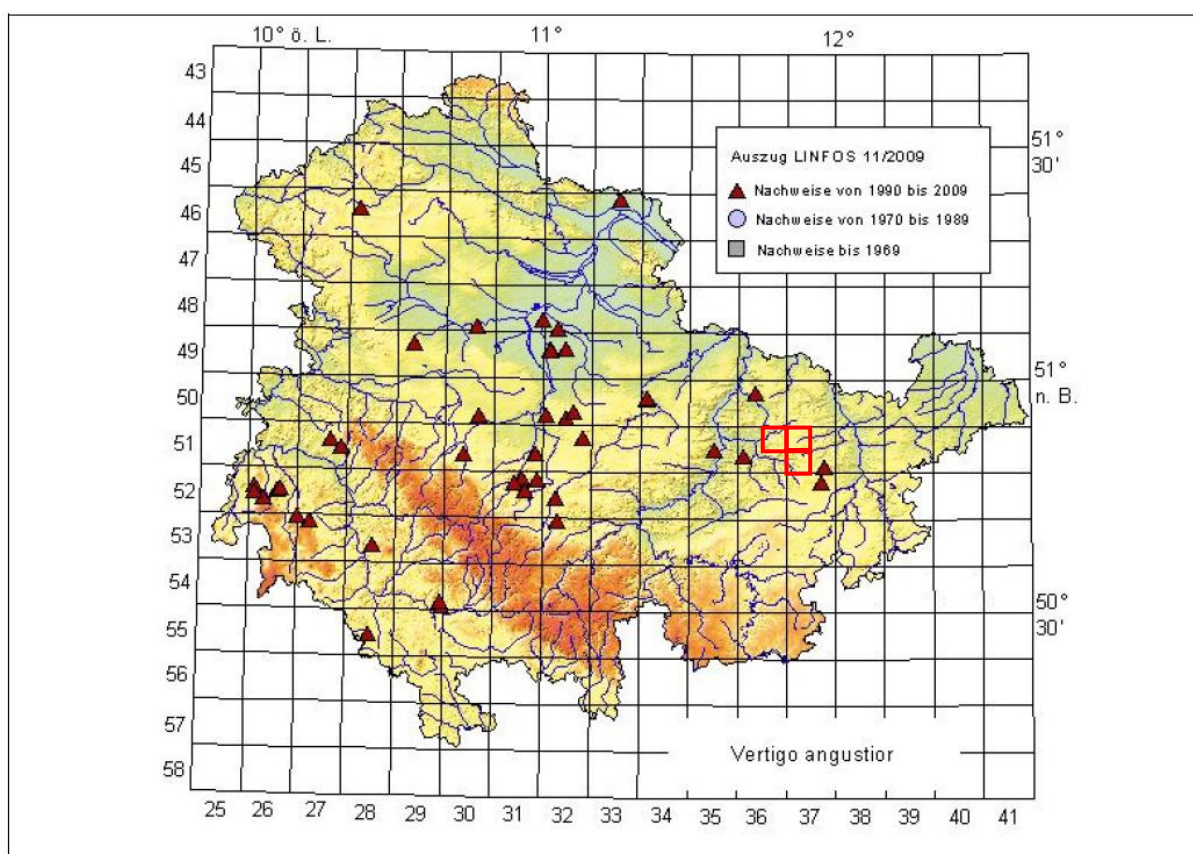 10° ö. L.
11°
12°
43
44
45
46
47
48
49
50
51
52
53
54
55
56
57
58
51°
30'
51°
n. B.
50°
30'
Auszug LINFOS 11/2009
Nachweise von 1990 bis 2009
Nachweise von 1970 bis 1989
Nachweise bis 1969
Vertigo angustior
25 26 27 28 29 30 31 32 33 34 35 36 37 38 39 40 41